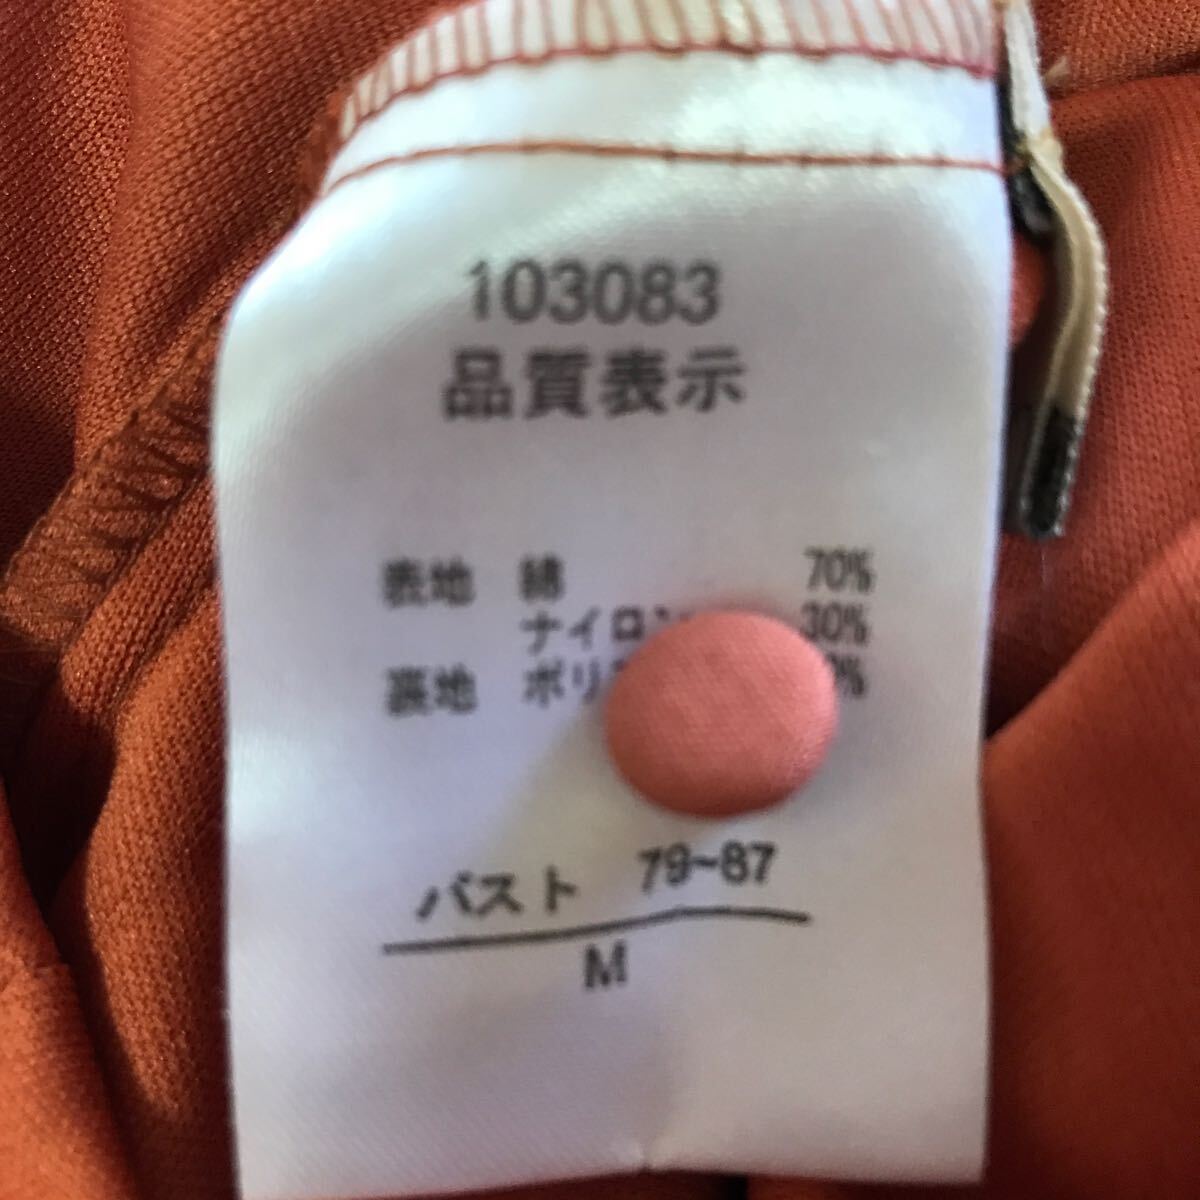 103083
品質表示
表地 綿 70%
ナイロン 30%
裏地 ポリ
バスト 79~87
M